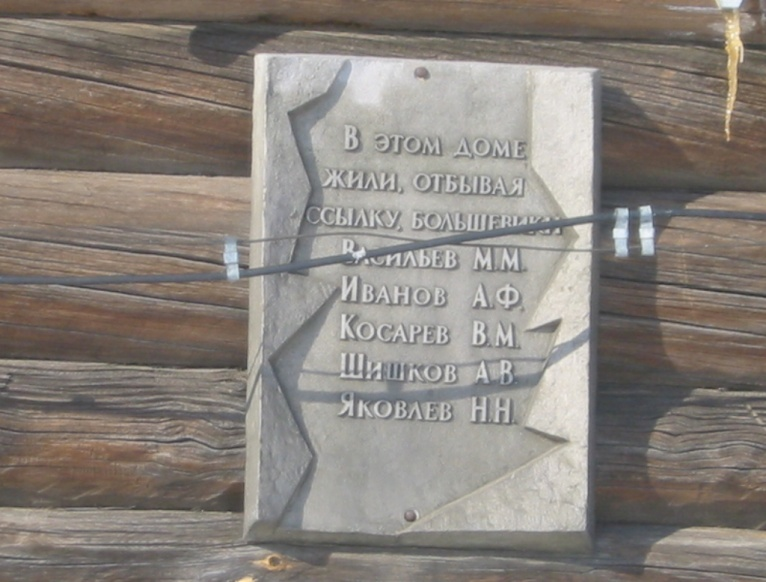 В ЭТОМ ДОМЕ
ЖИЛИ, ОТБЫВАЯ
ССЫЛКУ, БОЛЬШЕВИКИ
ВАСИЛЬЕВ М.М.
ИВАНОВ А.Ф.
КОСАРЕВ В.М.
ШИШКОВ А.В.
ЯКОВЛЕВ Н.Н.